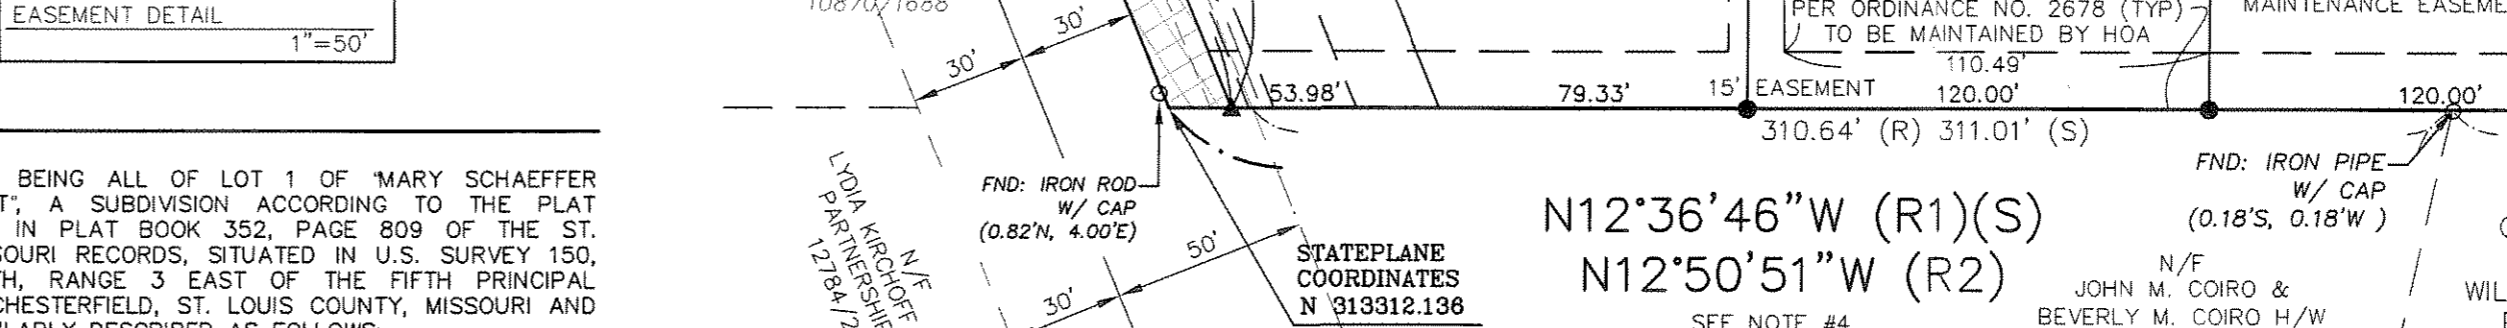 EASEMENT DETAIL
1"=50'
BEING ALL OF LOT 1 OF "MARY SCHAEFFER
A SUBDIVISION ACCORDING TO THE PLAT
IN PLAT BOOK 352, PAGE 809 OF THE ST.
RECORDS, SITUATED IN U.S. SURVEY 150,
RANGE 3 EAST OF THE FIFTH PRINCIPAL
CHESTERFIELD, ST. LOUIS COUNTY, MISSOURI AND
DESCRIBED AS FOLLOWS:
10870/1688
30'
30'
PER ORDINANCE NO. 2678 (TYP)
TO BE MAINTAINED BY HOA
MAINTENANCE
110.49'
53.98'
79.33'
15' EASEMENT
120.00'
120.00'
310.64' (R) 311.01' (S)
FND: IRON ROD
W/ CAP
(0.82'N, 4.00'E)
FND: IRON PIPE
W/ CAP
(0.18'S, 0.18'W )
N/F
LYDIA KIRCHOFF
PARTNERSHIP
50'
30'
STATEPLANE
COORDINATES
N 313312.136
N12°36'46"W (R1)(S)
N12°50'51"W (R2)
SEE NOTE #4
N/F
JOHN M. COIRO &
BEVERLY M. COIRO H/W